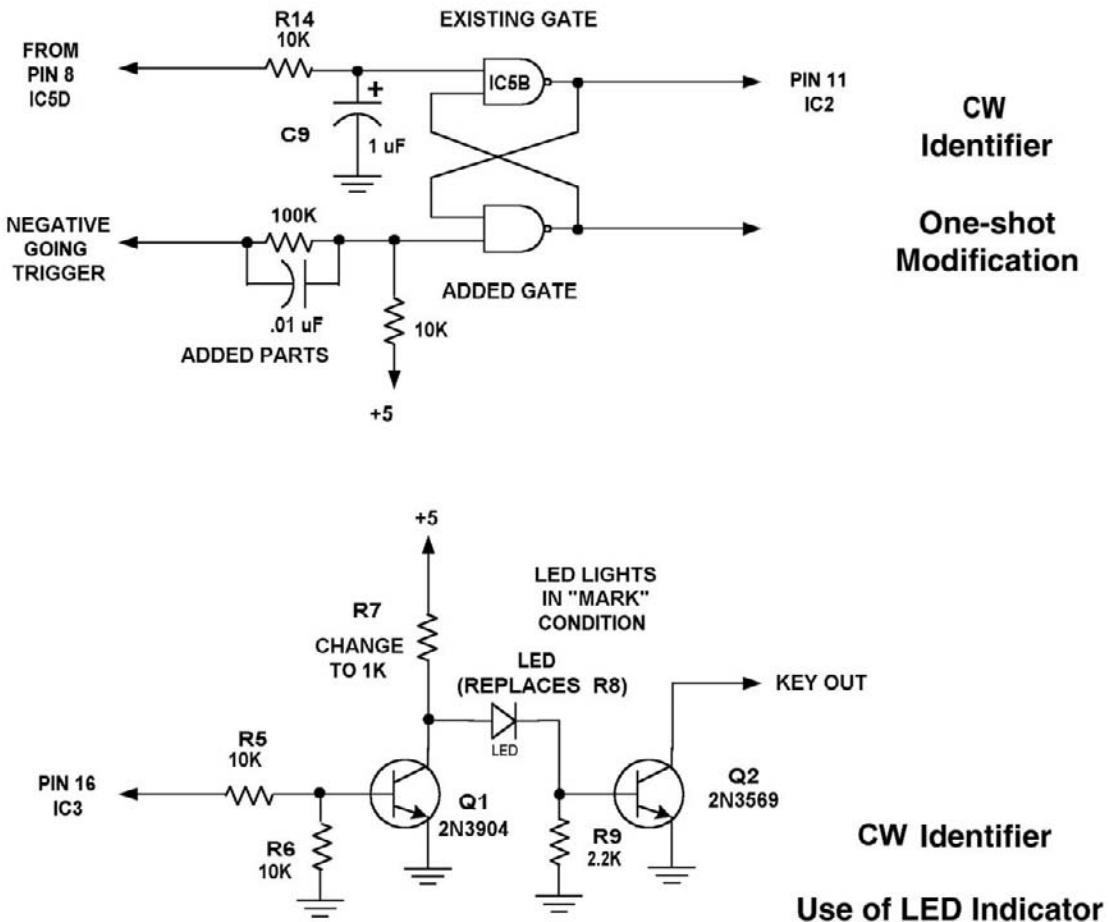 R14
10K
EXISTING GATE
FROM
PIN 8
IC5D
IC5B
PIN 11
IC2
+
C9
1 uF
CW
Identifier
One-shot
Modification
NEGATIVE
GOING
TRIGGER
100K
.01 uF
ADDED PARTS
10K
+5
ADDED GATE
+5
R7
CHANGE
TO 1K
LED LIGHTS
IN "MARK"
CONDITION
LED
(REPLACES R8)
LED
KEY OUT
R5
10K
PIN 16
IC3
R6
10K
Q1
2N3904
R9
2.2K
Q2
2N3569
CW Identifier
Use of LED Indicator